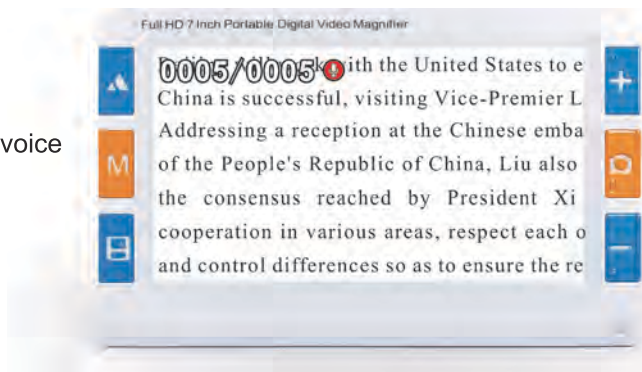 Full HD 7 Inch Portable Digital Video Magnifier
0005/0005
with the United States to e
China is successful, visiting Vice-Premier L
voice
Addressing a reception at the Chinese emba
M
of the People's Republic of China, Liu also
the consensus reached by President Xi
cooperation in various areas, respect each o
and control differences so as to ensure the re